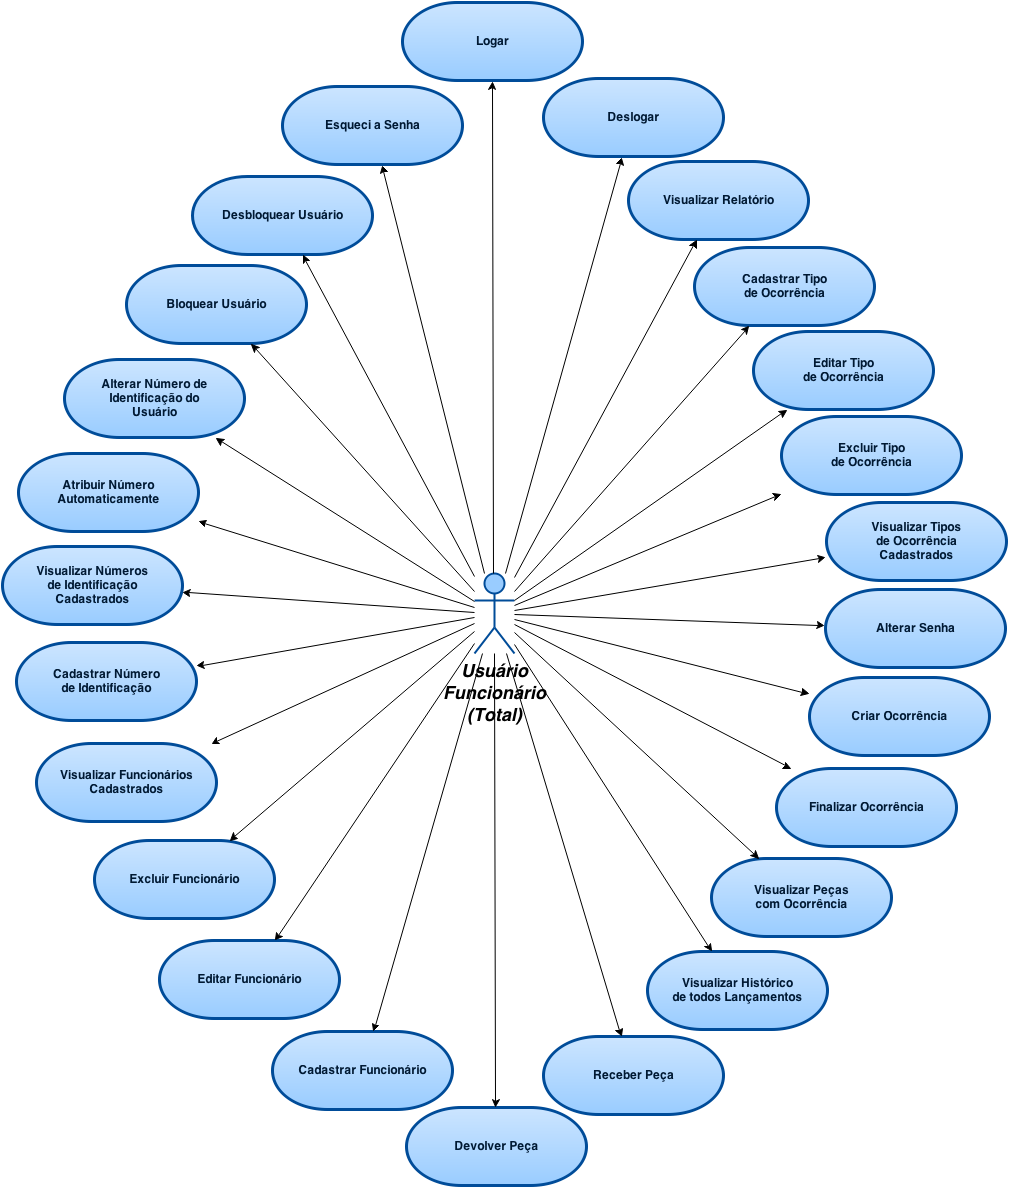 Logar
Esqueci a Senha
Deslogar
Desbloquear Usuário
Visualizar Relatório
Bloquear Usuário
Cadastrar Tipo
de Ocorrência
Alterar Número de
Identificação do
Usuário
Editar Tipo
de Ocorrência
Atribuir Número
Automaticamente
Excluir Tipo
de Ocorrência
Visualizar Números
de Identificação
Cadastrados
Visualizar Tipos
de Ocorrência
Cadastrados
Cadastrar Número
de Identificação
Alterar Senha
Usuário
Funcionário
(Total)
Visualizar Funcionários
Cadastrados
Criar Ocorrência
Excluir Funcionário
Finalizar Ocorrência
Editar Funcionário
Visualizar Peças
com Ocorrência
Cadastrar Funcionário
Visualizar Histórico
de todos Lançamentos
Receber Peça
Devolver Peça